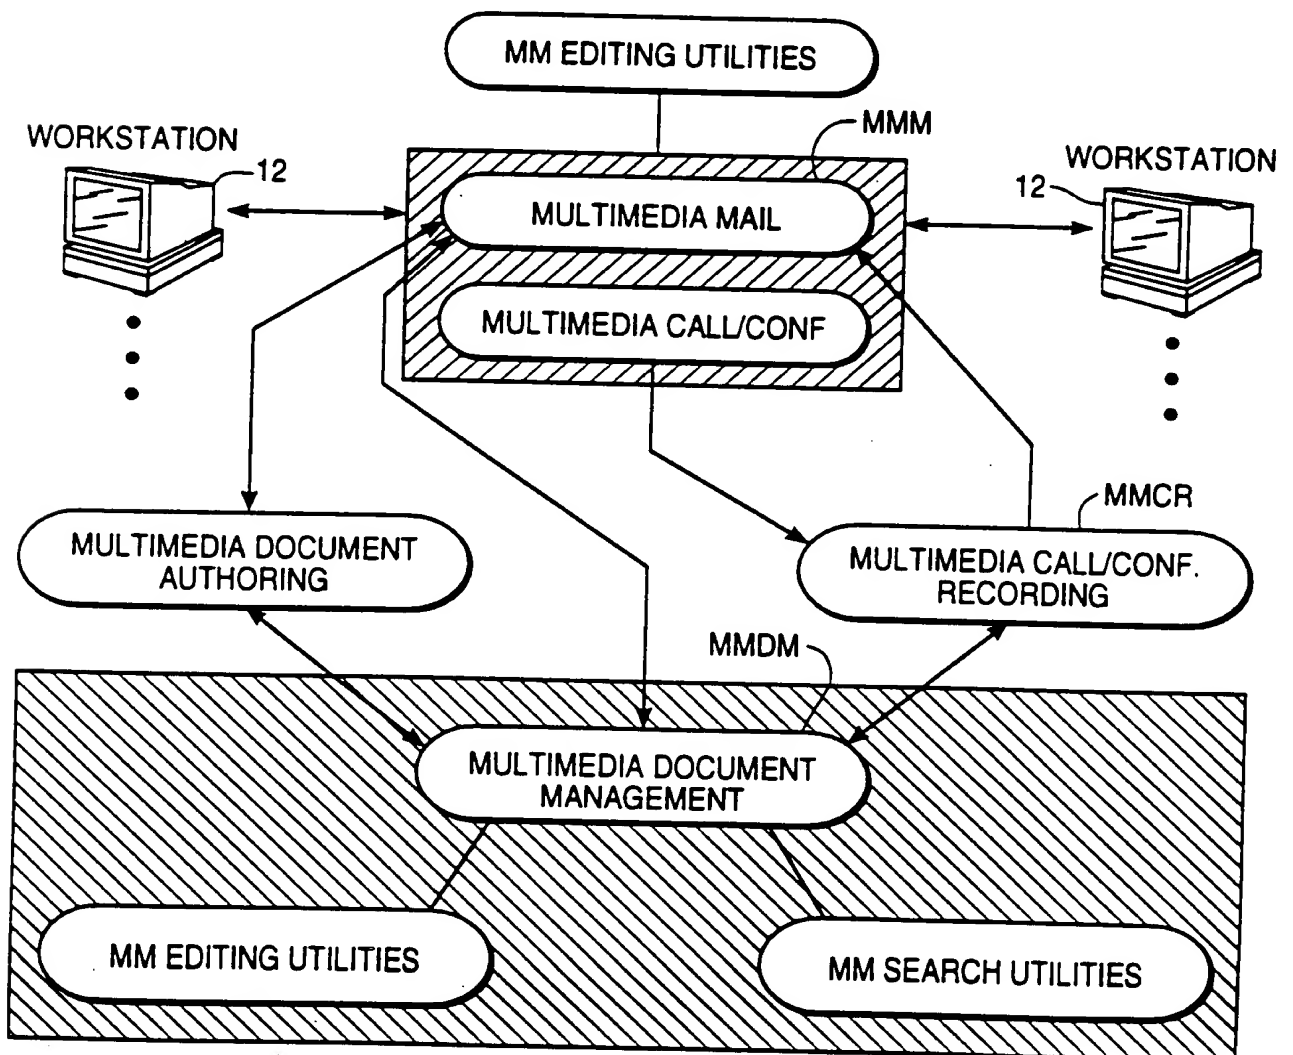 MM EDITING UTILITIES
MMM
WORKSTATION
12
WORKSTATION
12
MULTIMEDIA MAIL
MULTIMEDIA CALL/CONF
MMCR
MULTIMEDIA DOCUMENT
AUTHORING
MULTIMEDIA CALL/CONF.
RECORDING
MMDM
MULTIMEDIA DOCUMENT
MANAGEMENT
MM EDITING UTILITIES
MM SEARCH UTILITIES